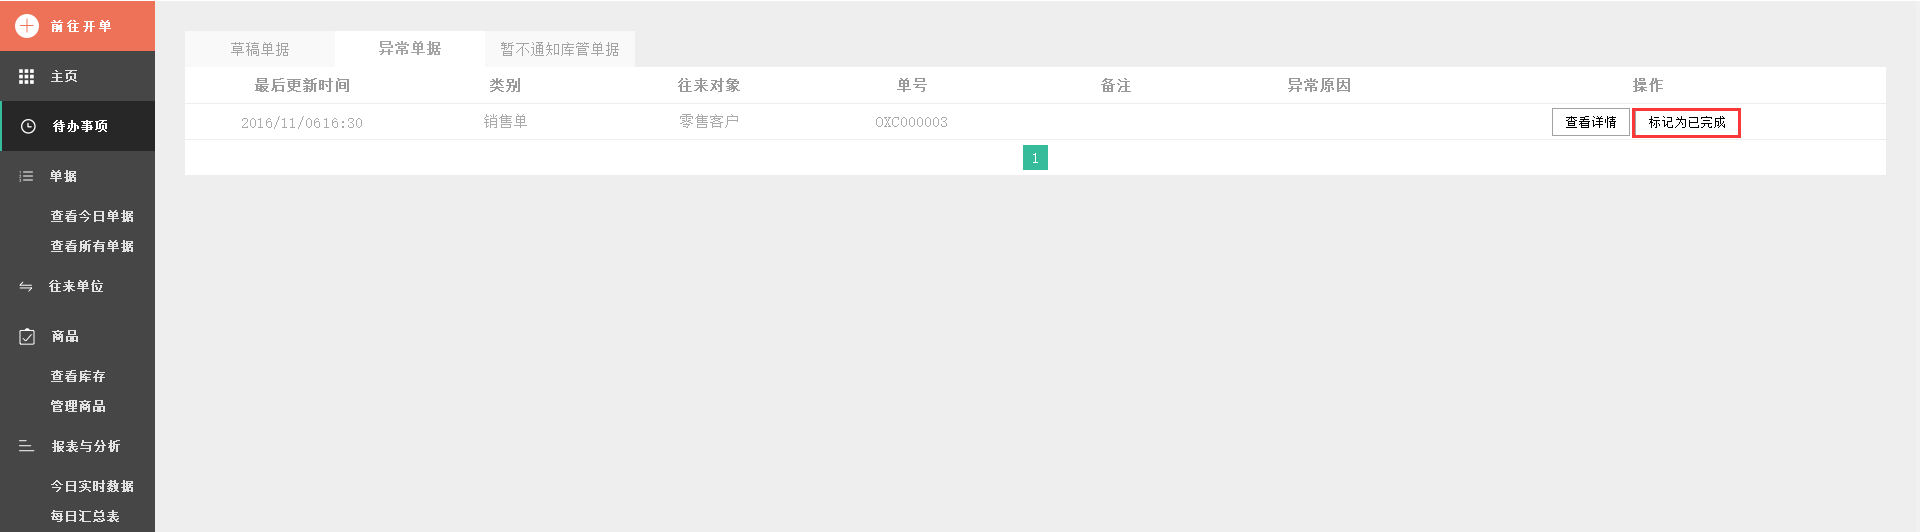 前往开单
主页
待办事项
单据
查看今日单据
查看所有单据
往来单位
商品
查看库存
管理商品
报表与分析
今日实时数据
每日汇总表
草稿单据 异常单据 暂不通知库管单据
最后更新时间 类别 往来对象 单号 备注 异常原因 操作
2016/11/0616:30 销售单 零售客户 OXC000003 查看详情 标记为已完成
1